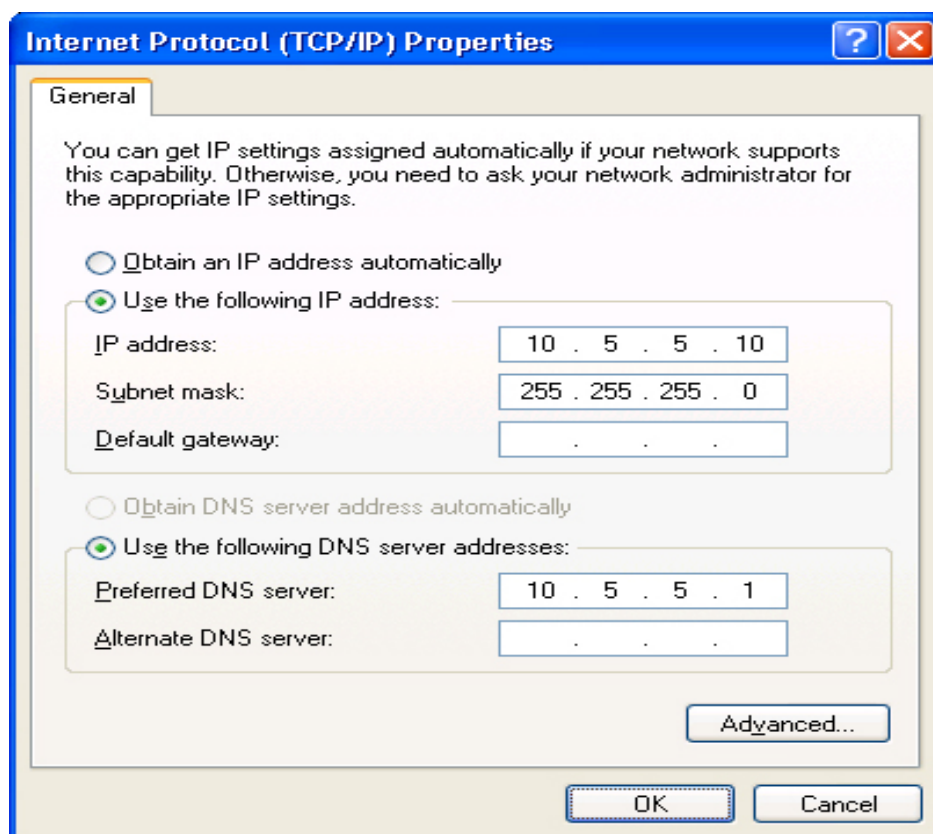 Internet Protocol (TCP/IP) Properties
General
You can get IP settings assigned automatically if your network supports
this capability. Otherwise, you need to ask your network administrator for
the appropriate IP settings.
Obtain an IP address automatically
Use the following IP address:
IP address: 10 . 5 . 5 . 10
Subnet mask: 255 . 255 . 255 . 0
Default gateway: . . .
Obtain DNS server address automatically
Use the following DNS server addresses:
Preferred DNS server: 10 . 5 . 5 . 1
Alternate DNS server: . . .
Advanced...
OK Cancel